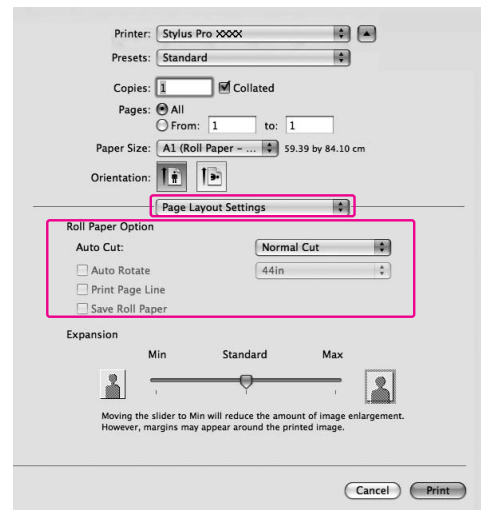 Printer: Stylus Pro XXXX
Presets: Standard
Copies: 1 Collated
Pages: All
From: 1 to: 1
Paper Size: A1 (Roll Paper – ... 59.39 by 84.10 cm
Orientation:
Page Layout Settings
Roll Paper Option
Auto Cut: Normal Cut
Auto Rotate 44in
Print Page Line
Save Roll Paper
Expansion
Min Standard Max
Moving the slider to Min will reduce the amount of image enlargement.
However, margins may appear around the printed image.
Cancel Print